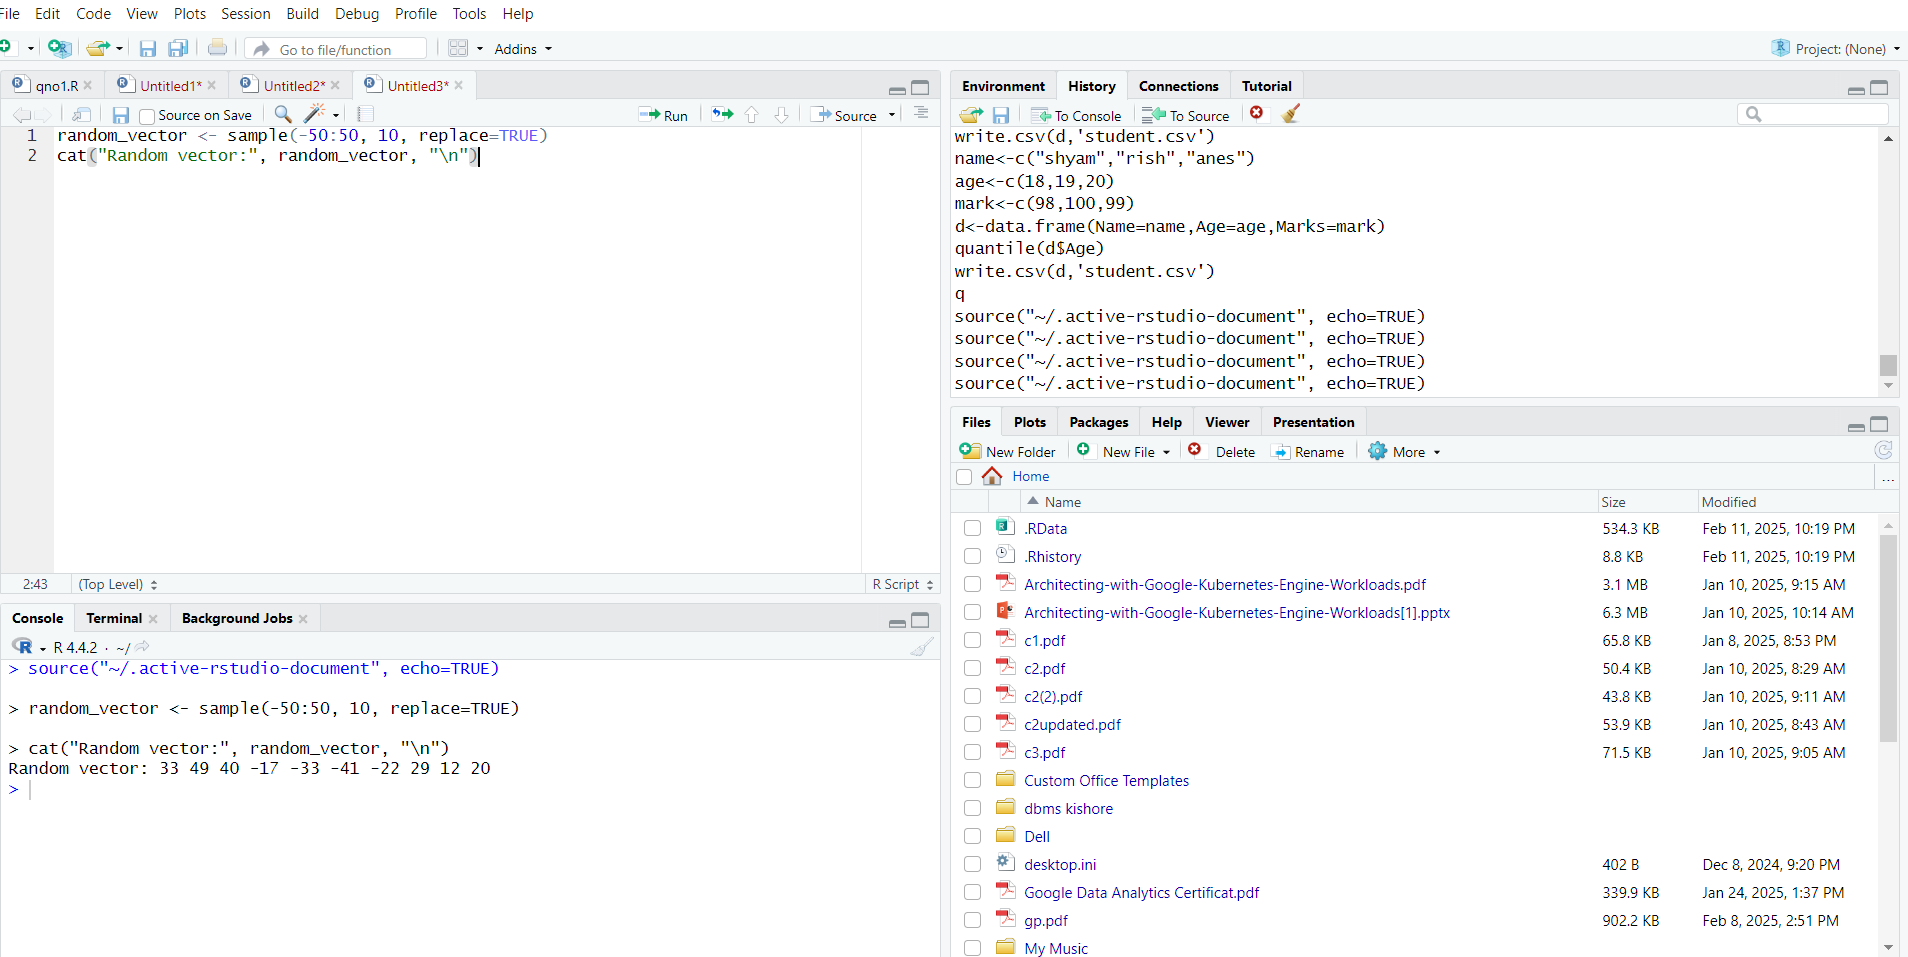 File Edit Code View Plots Session Build Debug Profile Tools Help
Go to file/function Addins Project: (None)
qno1.R Untitled1* Untitled2* Untitled3*
Source on Save Run Source
1 random_vector <- sample(-50:50, 10, replace=TRUE)
2 cat("Random vector:", random_vector, "\n")
2:43 (Top Level) R Script
Console Terminal Background Jobs
R 4.4.2 · ~/
> source("~/.active-rstudio-document", echo=TRUE)
> random_vector <- sample(-50:50, 10, replace=TRUE)
> cat("Random vector:", random_vector, "\n")
Random vector: 33 49 40 -17 -33 -41 -22 29 12 20
>
Environment History Connections Tutorial
To Console To Source
write.csv(d,'student.csv')
name<-c("shyam","rish","anes")
age<-c(18,19,20)
mark<-c(98,100,99)
d<-data.frame(Name=name,Age=age,Marks=mark)
quantile(d$Age)
write.csv(d,'student.csv')
q
source("~/.active-rstudio-document", echo=TRUE)
source("~/.active-rstudio-document", echo=TRUE)
source("~/.active-rstudio-document", echo=TRUE)
source("~/.active-rstudio-document", echo=TRUE)
Files Plots Packages Help Viewer Presentation
New Folder New File Delete Rename More
Home ...
Name Size Modified
.RData 534.3 KB Feb 11, 2025, 10:19 PM
.Rhistory 8.8 KB Feb 11, 2025, 10:19 PM
Architecting-with-Google-Kubernetes-Engine-Workloads.pdf 3.1 MB Jan 10, 2025, 9:15 AM
Architecting-with-Google-Kubernetes-Engine-Workloads[1].pptx 6.3 MB Jan 10, 2025, 10:14 AM
c1.pdf 65.8 KB Jan 8, 2025, 8:53 PM
c2.pdf 50.4 KB Jan 10, 2025, 8:29 AM
c2(2).pdf 43.8 KB Jan 10, 2025, 9:11 AM
c2updated.pdf 53.9 KB Jan 10, 2025, 8:43 AM
c3.pdf 71.5 KB Jan 10, 2025, 9:05 AM
Custom Office Templates
dbms kishore
Dell
desktop.ini 402 B Dec 8, 2024, 9:20 PM
Google Data Analytics Certificat.pdf 339.9 KB Jan 24, 2025, 1:37 PM
gp.pdf 902.2 KB Feb 8, 2025, 2:51 PM
My Music